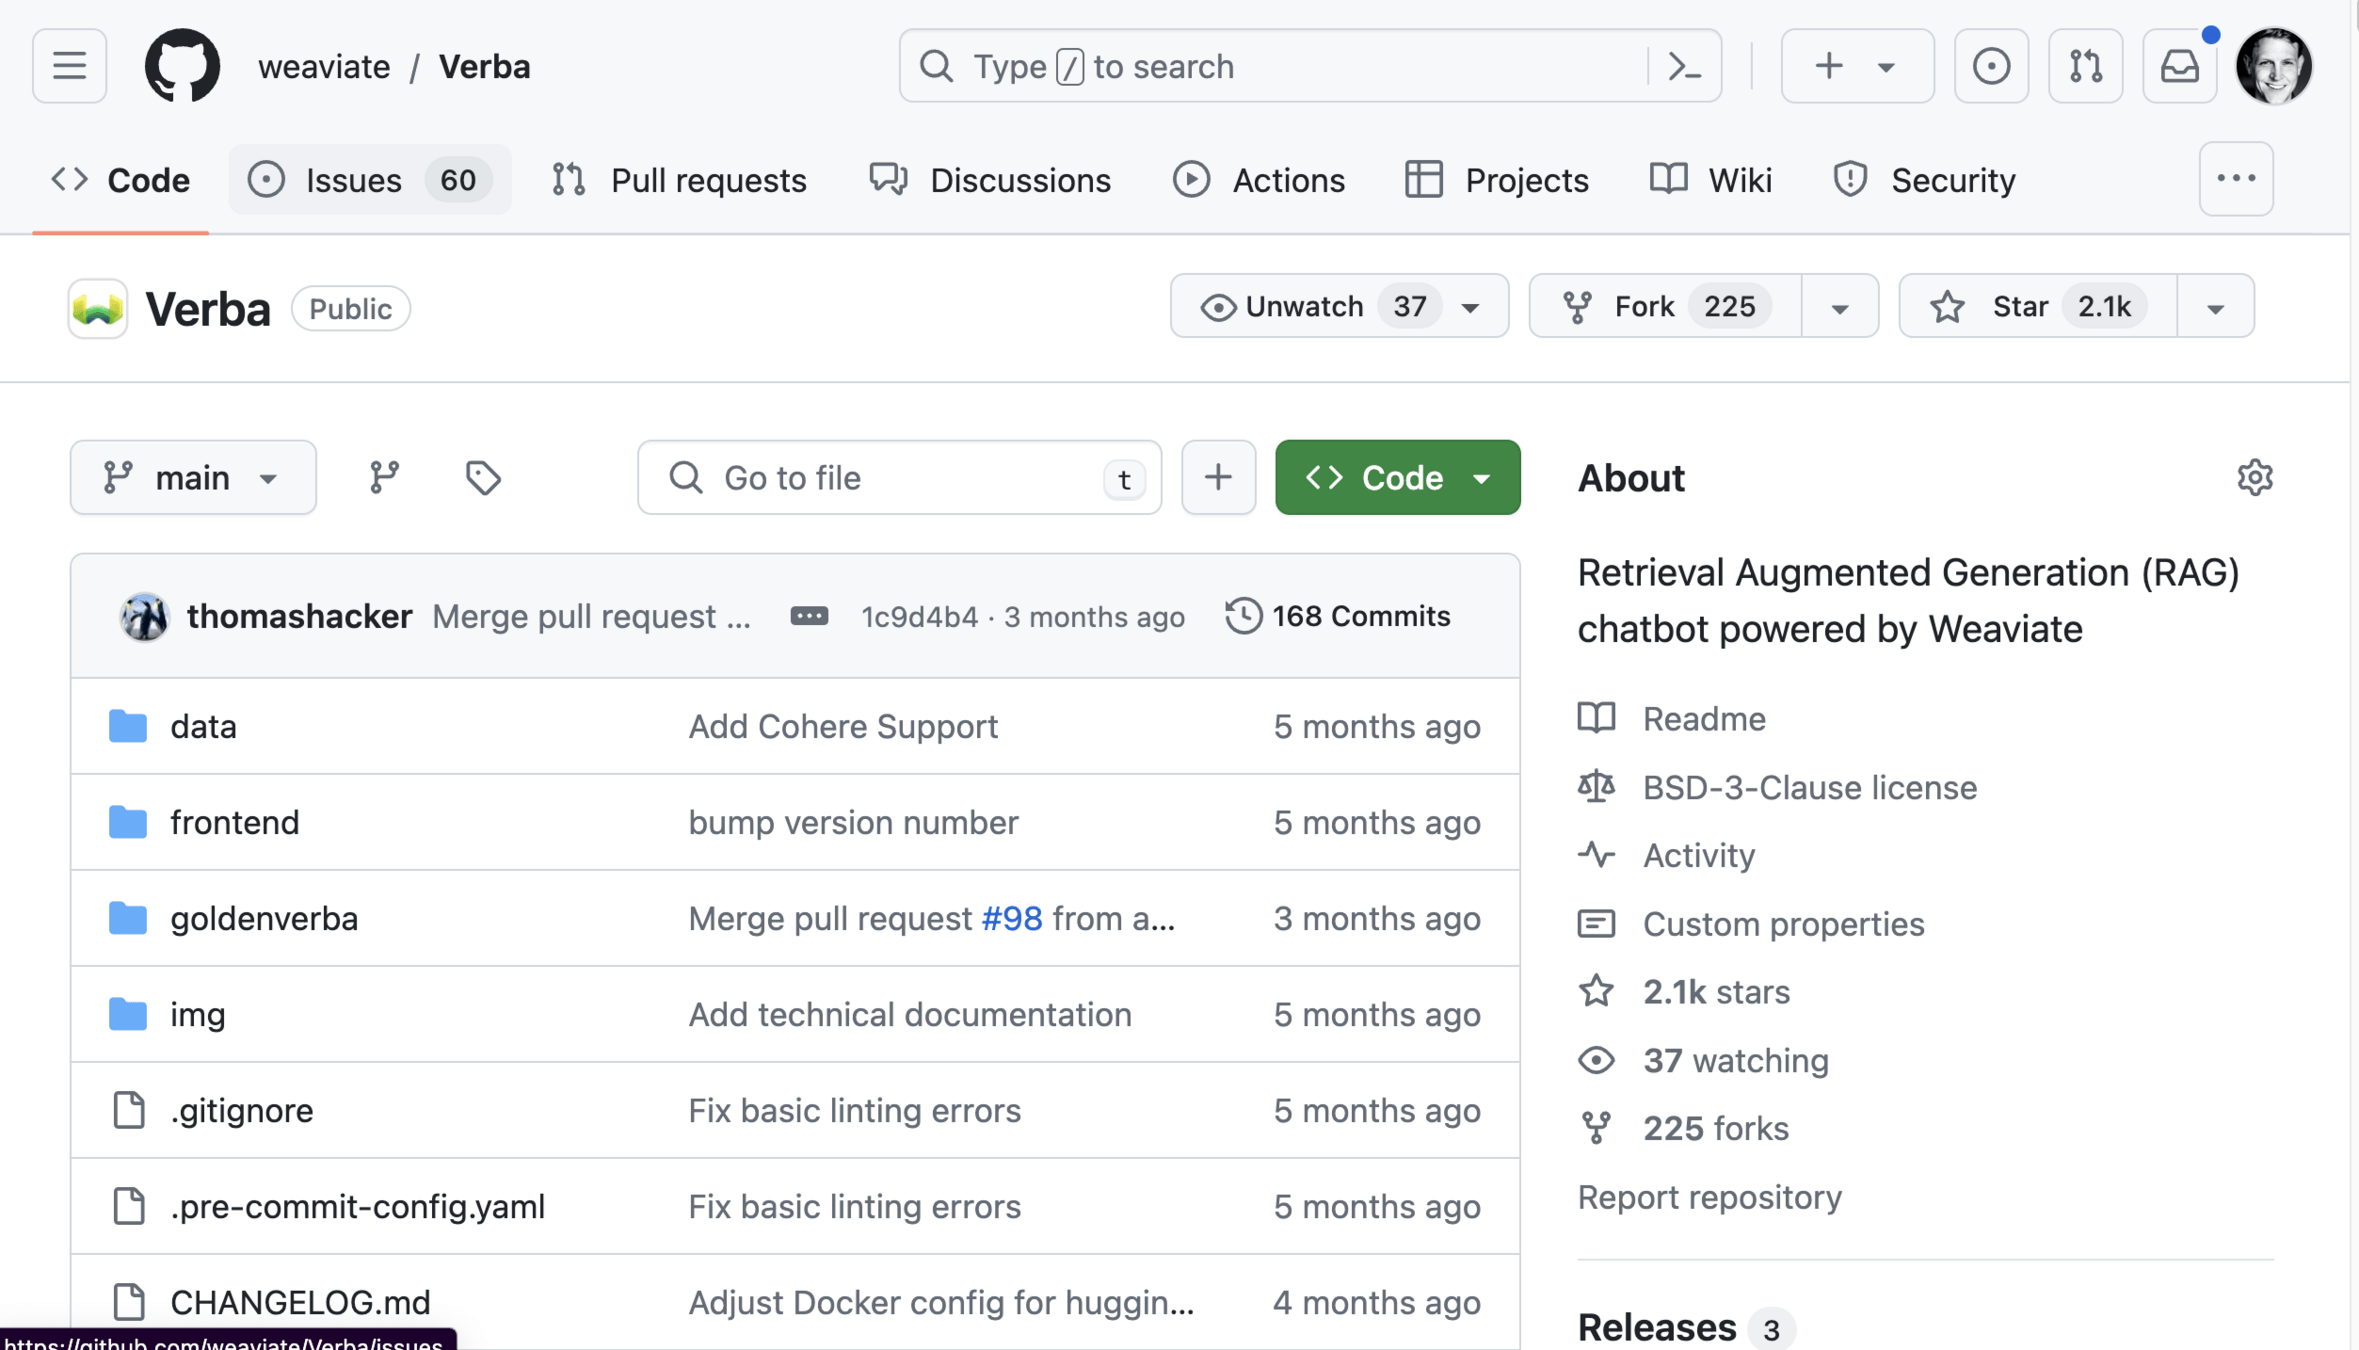 weaviate / Verba
Type / to search
Code
Issues 60
Pull requests
Discussions
Actions
Projects
Wiki
Security
Verba Public
Unwatch 37
Fork 225
Star 2.1k
main
Go to file t
Code
thomashacker Merge pull request ... 1c9d4b4 · 3 months ago 168 Commits
data Add Cohere Support 5 months ago
frontend bump version number 5 months ago
goldenverba Merge pull request #98 from a... 3 months ago
img Add technical documentation 5 months ago
.gitignore Fix basic linting errors 5 months ago
.pre-commit-config.yaml Fix basic linting errors 5 months ago
CHANGELOG.md Adjust Docker config for huggin... 4 months ago
About
Retrieval Augmented Generation (RAG)
chatbot powered by Weaviate
Readme
BSD-3-Clause license
Activity
Custom properties
2.1k stars
37 watching
225 forks
Report repository
Releases 3
https://github.com/weaviate/Verba/issues